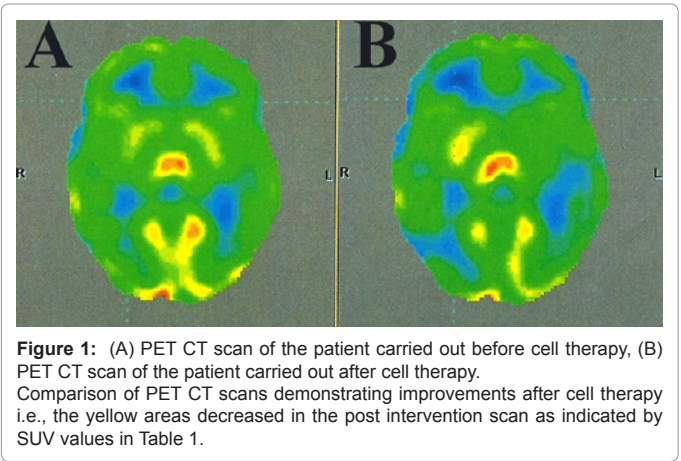 A B
R L R L
Figure 1: (A) PET CT scan of the patient carried out before cell therapy, (B)
PET CT scan of the patient carried out after cell therapy.
Comparison of PET CT scans demonstrating improvements after cell therapy
i.e., the yellow areas decreased in the post intervention scan as indicated by
SUV values in Table 1.